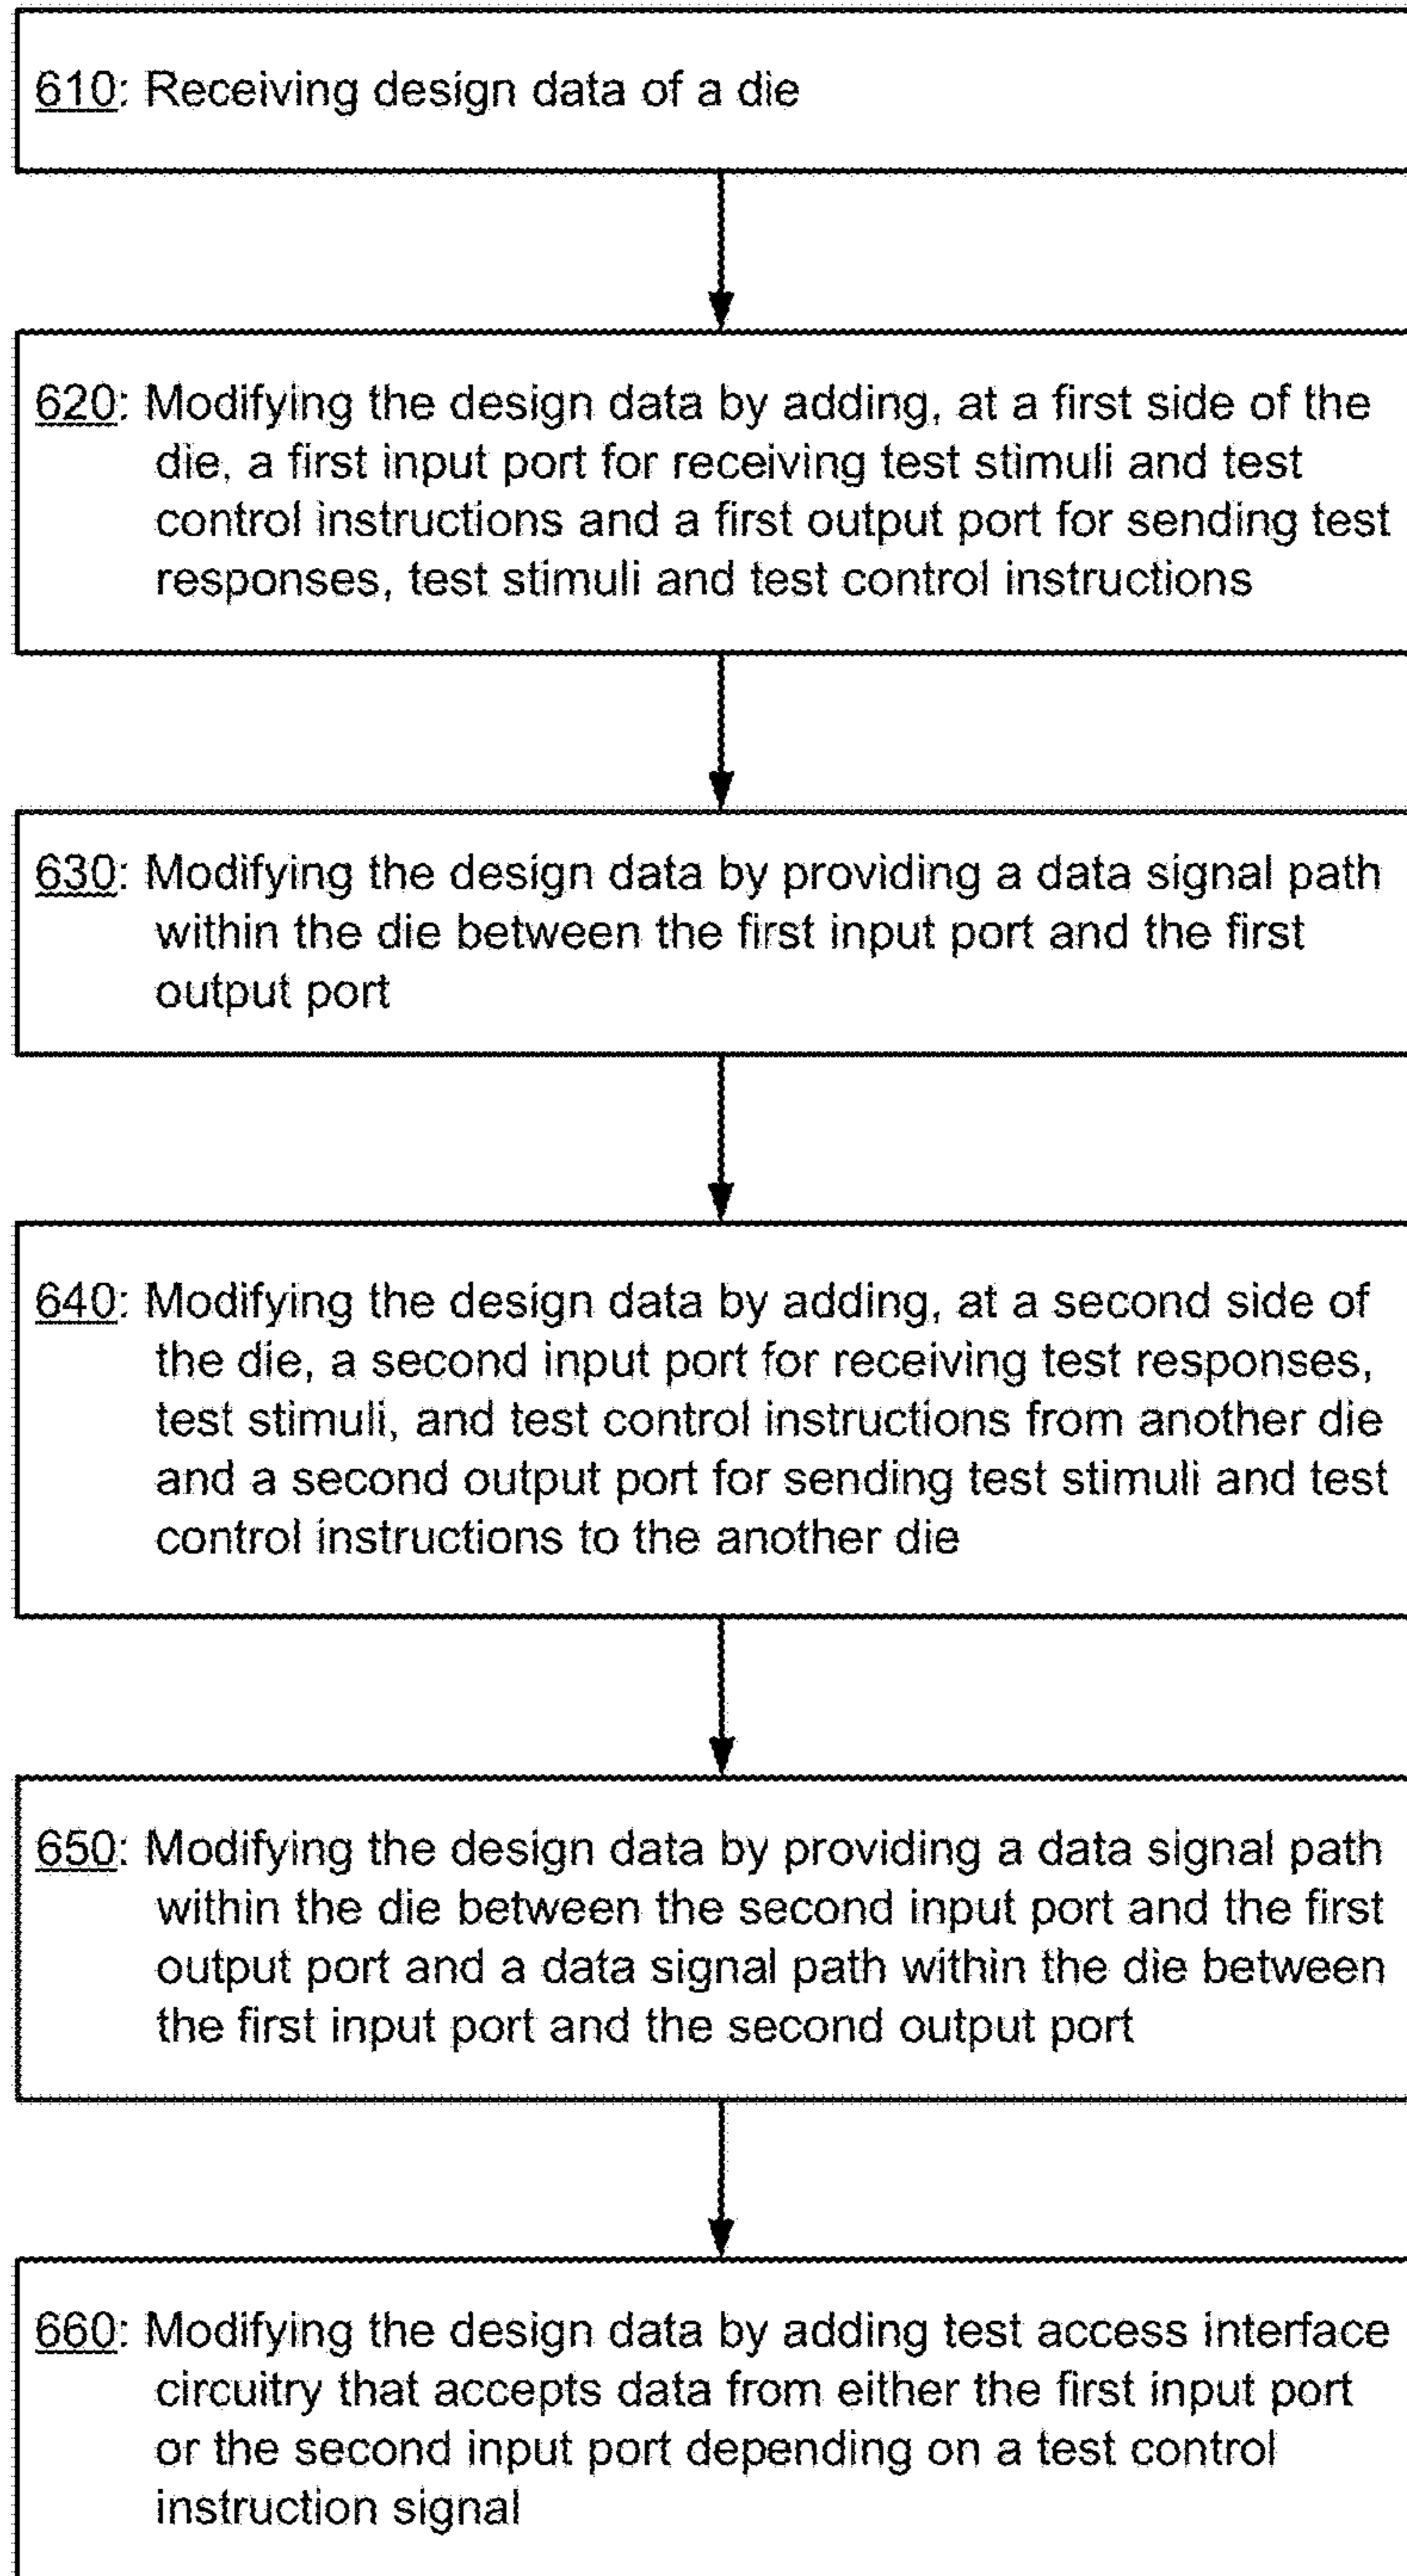 610: Receiving design data of a die
620: Modifying the design data by adding, at a first side of the
die, a first input port for receiving test stimuli and test
control instructions and a first output port for sending test
responses, test stimuli and test control instructions
630: Modifying the design data by providing a data signal path
within the die between the first input port and the first
output port
640: Modifying the design data by adding, at a second side of
the die, a second input port for receiving test responses,
test stimuli, and test control instructions from another die
and a second output port for sending test stimuli and test
control instructions to the another die
650: Modifying the design data by providing a data signal path
within the die between the second input port and the first
output port and a data signal path within the die between
the first input port and the second output port
660: Modifying the design data by adding test access interface
circuitry that accepts data from either the first input port
or the second input port depending on a test control
instruction signal